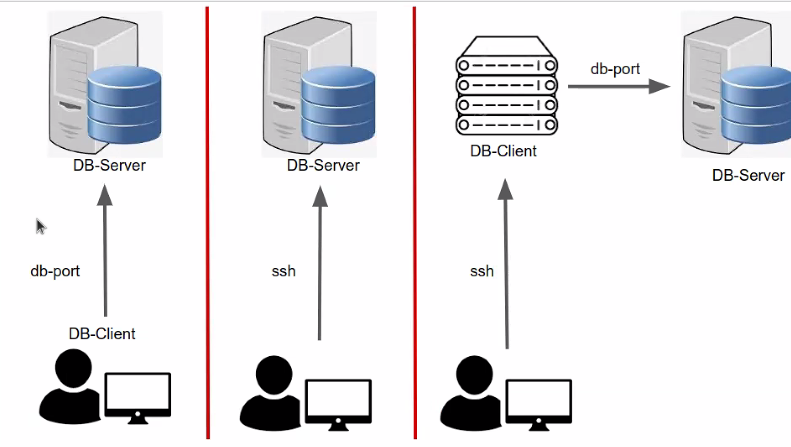 DB-Server
db-port
DB-Client
DB-Server
ssh
DB-Client
db-port
DB-Server
ssh